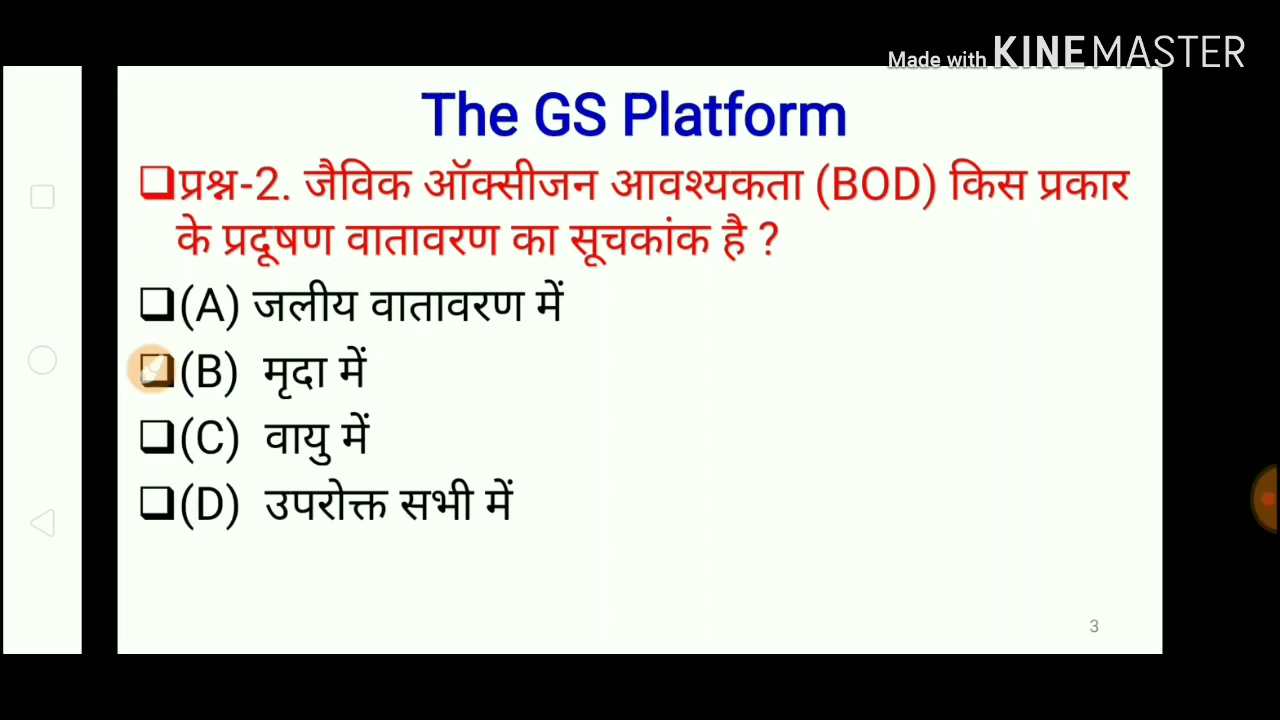 Made with KINEMASTER
The GS Platform
❑प्रश्न-2. जैविक ऑक्सीजन आवश्यकता (BOD) किस प्रकार
के प्रदूषण वातावरण का सूचकांक है ?
❑(A) जलीय वातावरण में
❑(B) मृदा में
❑(C) वायु में
❑(D) उपरोक्त सभी में
3